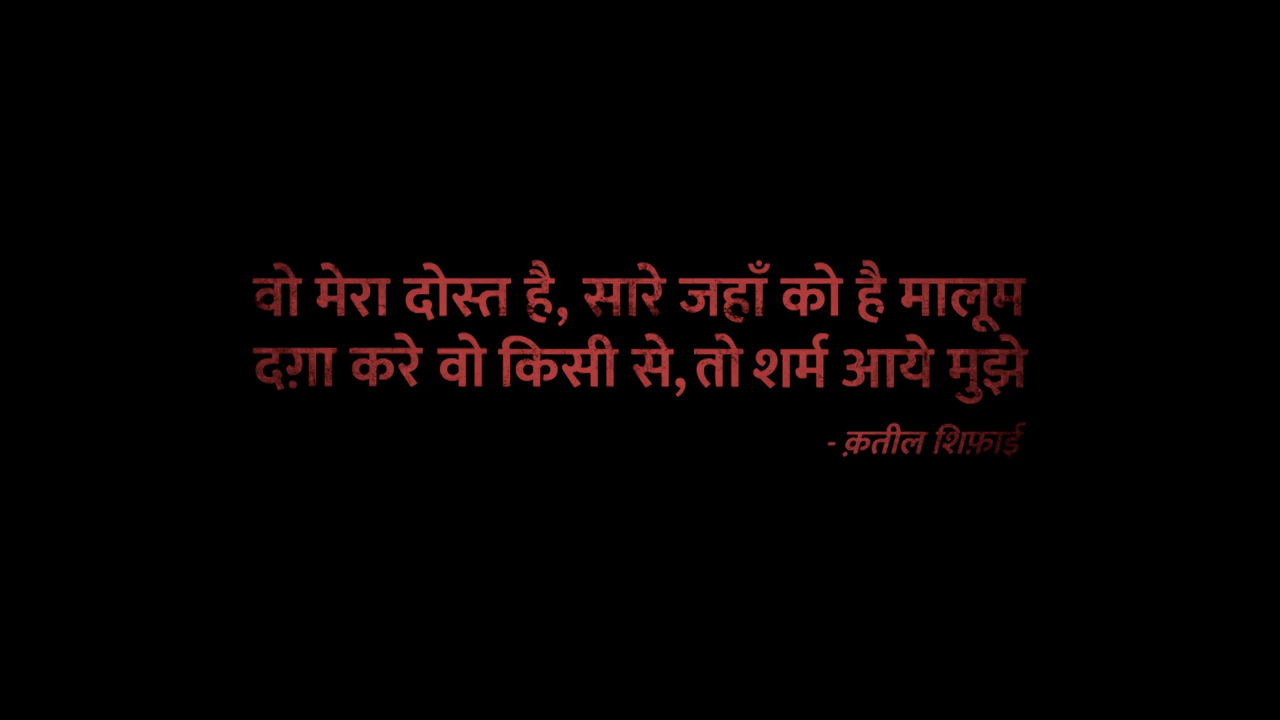 वो मेरा दोस्त है, सारे जहाँ को है मालूम
दग़ा करे वो किसी से, तो शर्म आये मुझे
- क़तील शिफ़ाई